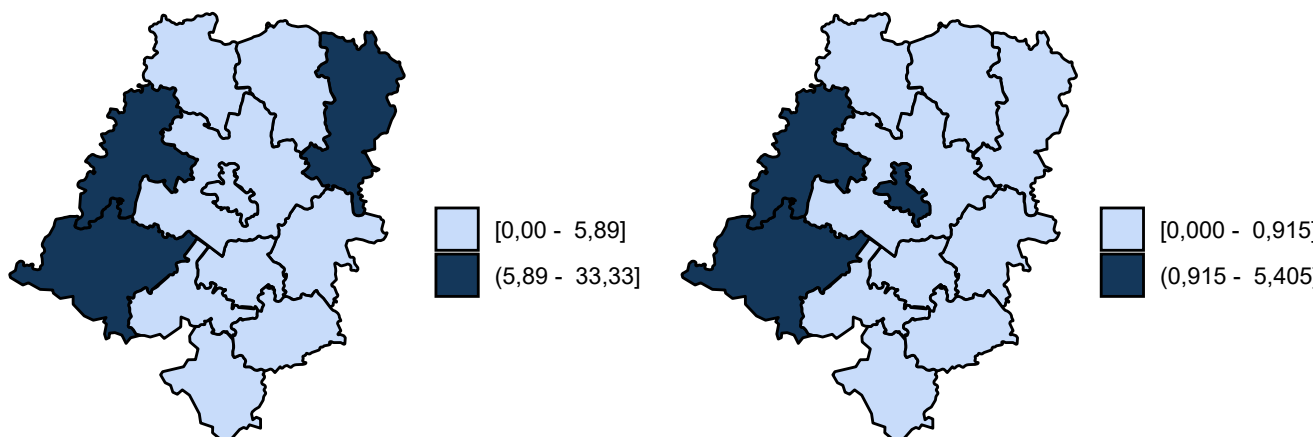 [0,00 - 5,89]
(5,89 - 33,33]
[0,000 - 0,915]
(0,915 - 5,405]